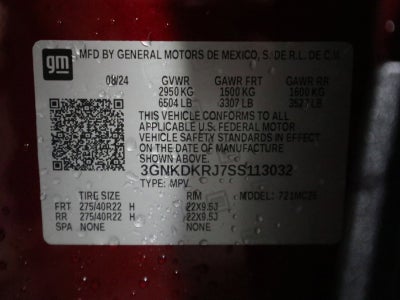 gm MFD BY GENERAL MOTORS DE MEXICO, S. DE R.L. DE C.V.
08/24 GVWR GAWR FRT GAWR RR
2950 KG 1500 KG 1600 KG
6504 LB 3307 LB 3527 LB
THIS VEHICLE CONFORMS TO ALL
APPLICABLE U.S. FEDERAL MOTOR
VEHICLE SAFETY STANDARDS IN EFFECT
ON THE DATE OF MANUFACTURE SHOWN ABOVE.
3GNKDKRJ7SS113032
TYPE: MPV
TIRE SIZE RIM MODEL:
FRT 275/40R22 H 22X9.5J
RR 275/40R22 H 22X9.5J
SPA NONE NONE